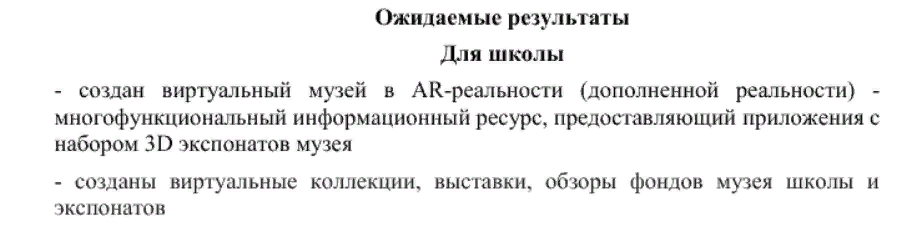 Ожидаемые результаты
Для школы
- создан виртуальный музей в AR-реальности (дополненной реальности) -
многофункциональный информационный ресурс, предоставляющий приложения с
набором 3D экспонатов музея
- созданы виртуальные коллекции, выставки, обзоры фондов музея школы и
экспонатов